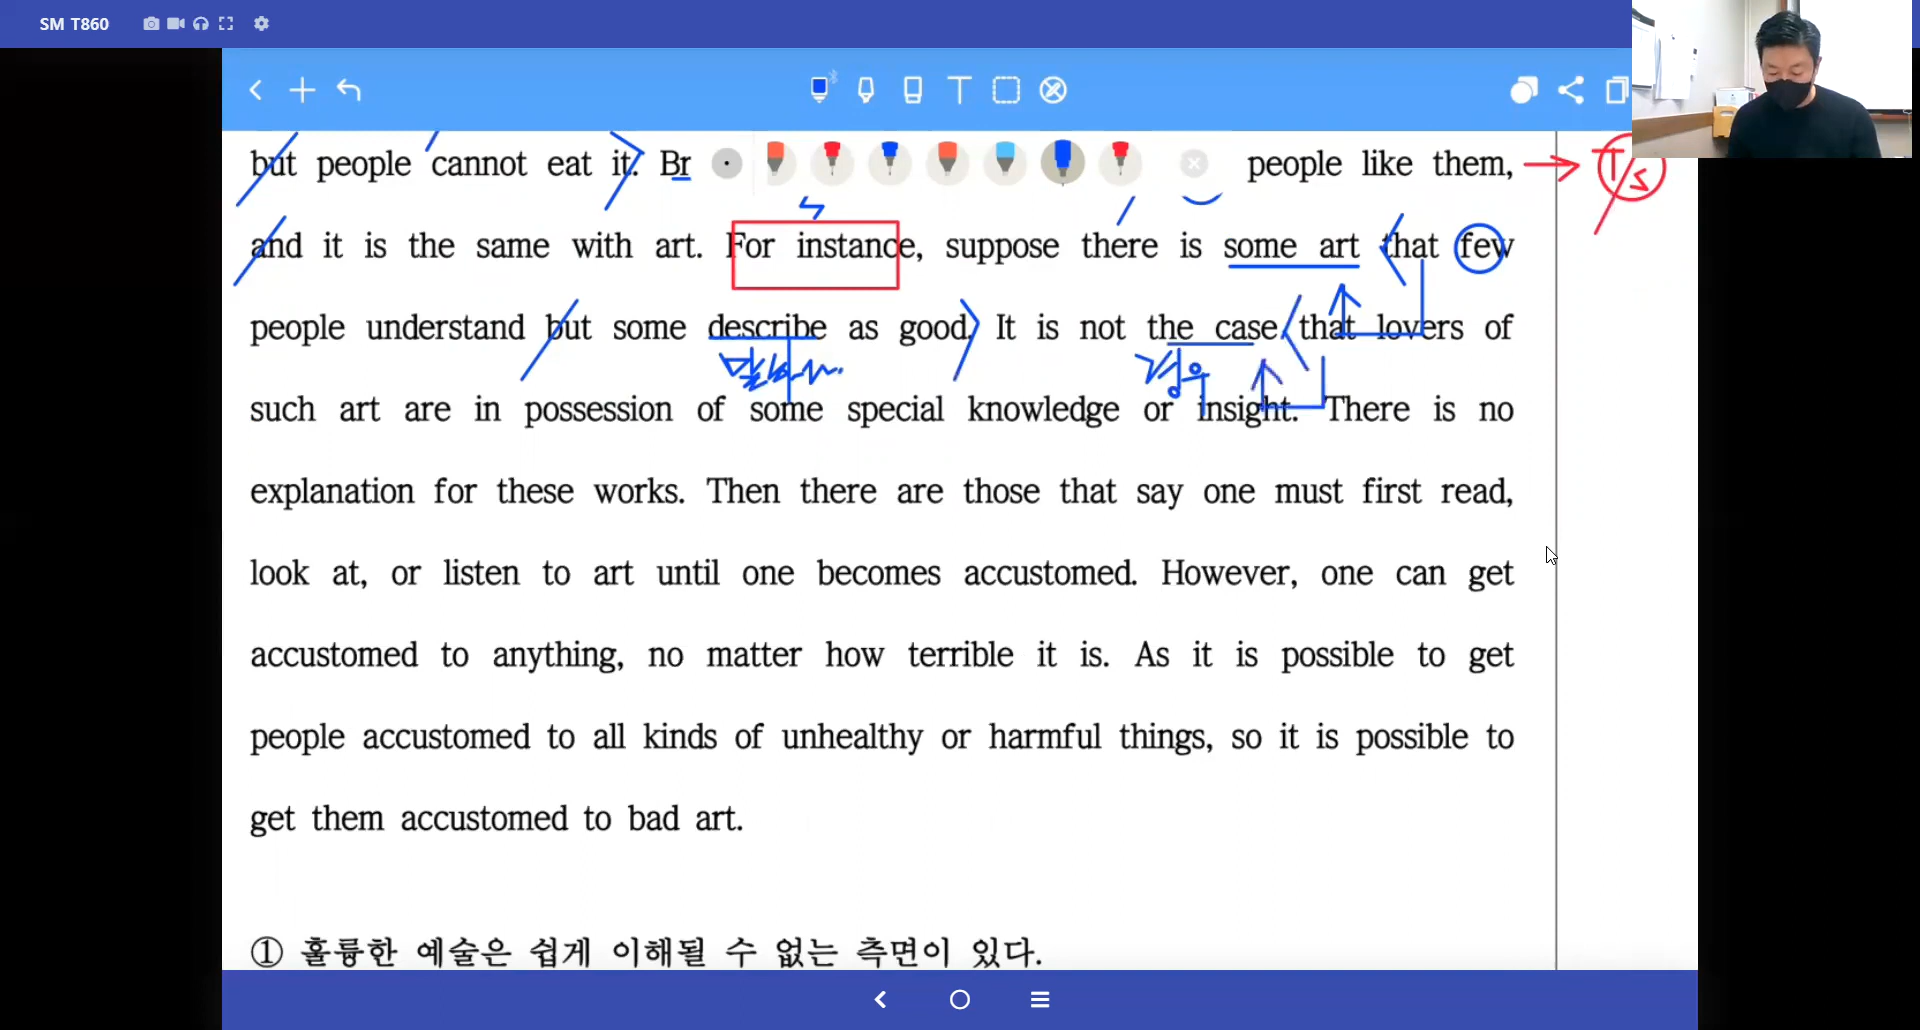 SM T860
but people cannot eat it. Br people like them, → T/S
and it is the same with art. For instance, suppose there is some art that few
people understand but some describe as good. It is not the case that lovers of
경우
such art are in possession of some special knowledge or insight. There is no
explanation for these works. Then there are those that say one must first read,
look at, or listen to art until one becomes accustomed. However, one can get
accustomed to anything, no matter how terrible it is. As it is possible to get
people accustomed to all kinds of unhealthy or harmful things, so it is possible to
get them accustomed to bad art.
① 훌륭한 예술은 쉽게 이해될 수 없는 측면이 있다.